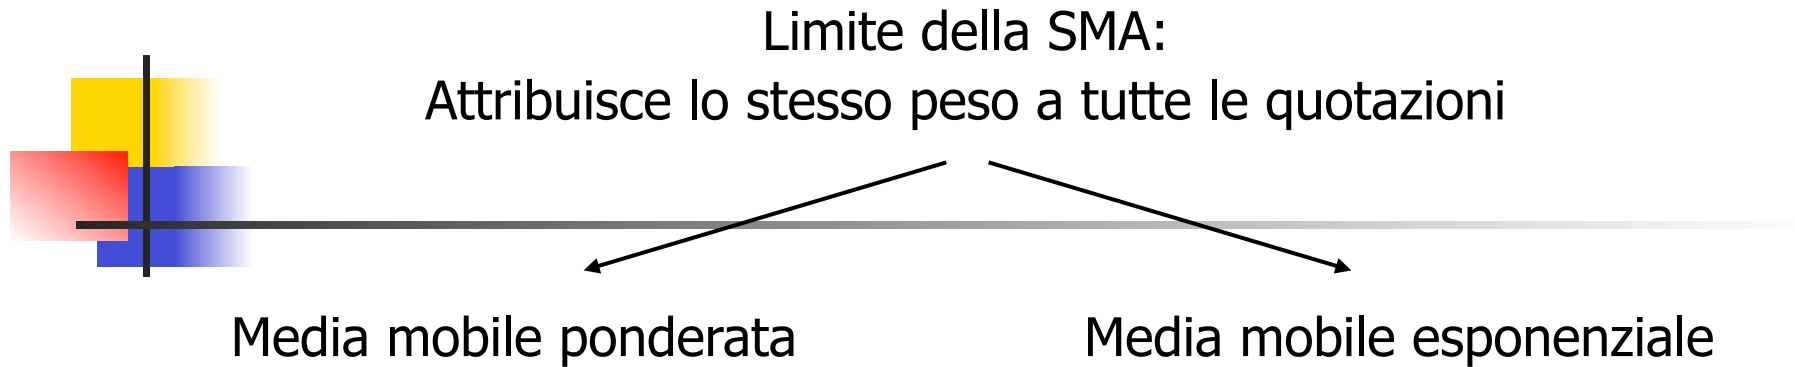 Limite della SMA:
Attribuisce lo stesso peso a tutte le quotazioni
Media mobile ponderata
Media mobile esponenziale